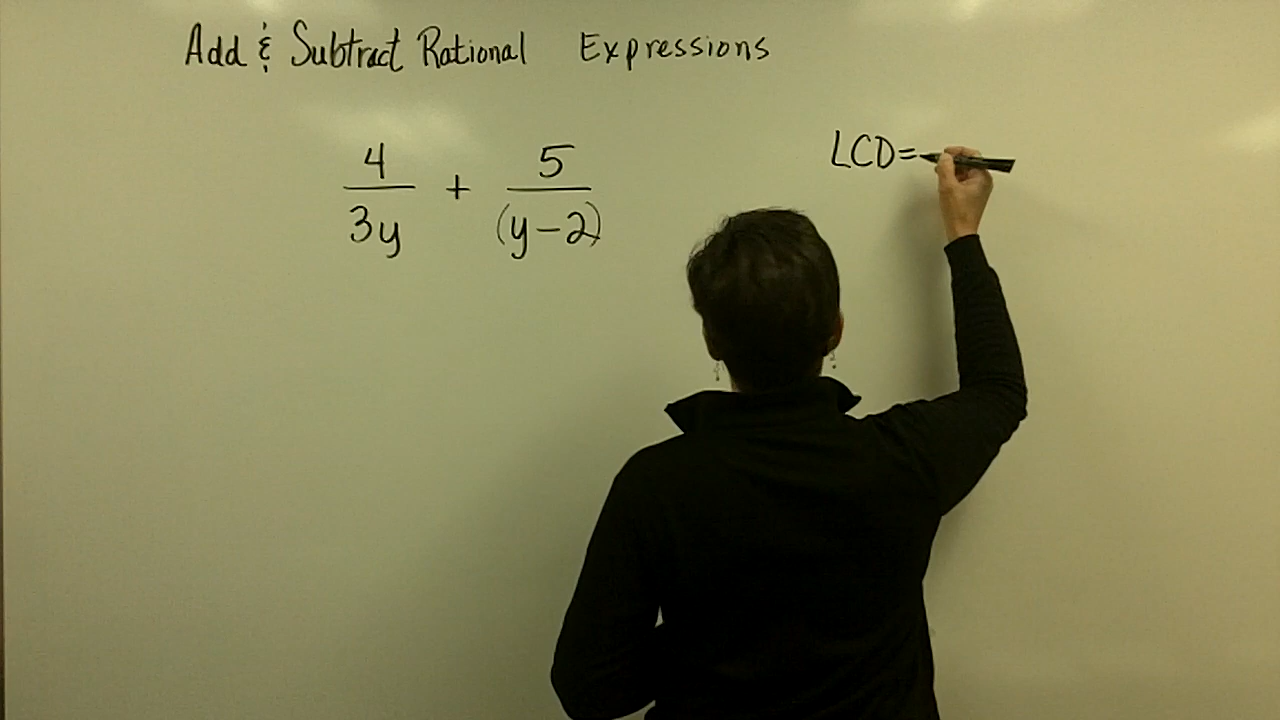 Add & Subtract Rational Expressions
4/3y + 5/(y-2)
LCD=